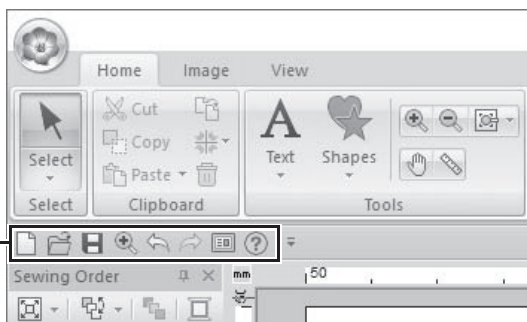 Home Image View
Cut
Copy
Paste
Select
Text Shapes
Select Clipboard Tools
?
Sewing Order mm 50